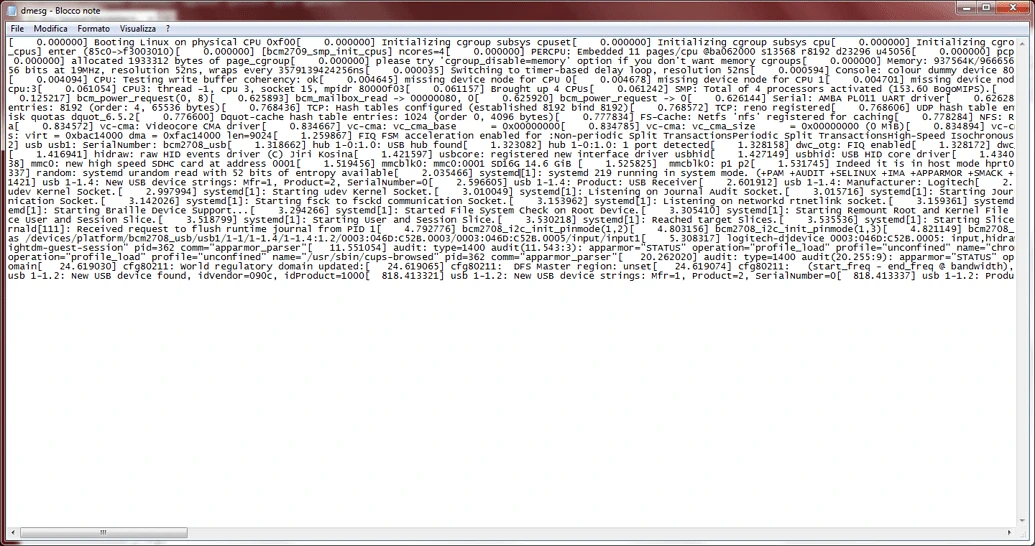 dmesg - Blocco note
File Modifica Formato Visualizza ?
[    0.000000] Booting Linux on physical CPU 0xf00[    0.000000] Initializing cgroup subsys cpuset[    0.000000] Initializing cgroup subsys cpu[    0.000000] Initializing cgro
_cpus] enter (85c0->f3003010)[    0.000000] [bcm2709_smp_init_cpus] ncores=4[    0.000000] PERCPU: Embedded 11 pages/cpu @ba062000 s13568 r8192 d23296 u45056[    0.000000] pcp
0.000000] allocated 1933312 bytes of page_cgroup[    0.000000] please try 'cgroup_disable=memory' option if you don't want memory cgroups[    0.000000] Memory: 937564K/966656
56 bits at 19MHz, resolution 52ns, wraps every 3579139424256ns[    0.000035] Switching to timer-based delay loop, resolution 52ns[    0.000594] Console: colour dummy device 80
[    0.004094] CPU: Testing write buffer coherency: ok[    0.004645] missing device node for CPU 0[    0.004678] missing device node for CPU 1[    0.004701] missing device nod
cpu:3[    0.061054] CPU3: thread -1, cpu 3, socket 15, mpidr 80000f03[    0.061157] Brought up 4 CPUs[    0.061242] SMP: Total of 4 processors activated (153.60 BogoMIPS).[
0.125217] bcm_power_request(0, 8)[    0.625893] bcm_mailbox_read -> 00000080, 0[    0.625920] bcm_power_request -> 0[    0.626144] Serial: AMBA PL011 UART driver[    0.62628
isk quotas dquot_6.5.2[    0.776600] Dquot-cache hash table entries: 1024 (order 0, 4096 bytes)[    0.777834] FS-Cache: Netfs 'nfs' registered for caching[    0.778284] NFS: R
entries: 8192 (order: 4, 65536 bytes)[    0.768436] TCP: Hash tables configured (established 8192 bind 8192)[    0.768572] TCP: reno registered[    0.768606] UDP hash table en
a[    0.834572] vc-cma: Videocore CMA driver[    0.834667] vc-cma: vc_cma_base      = 0x00000000[    0.834785] vc-cma: vc_cma_size      = 0x00000000 (0 MiB)[    0.834894] vc-c
s: virt = 0xbac14000 dma = 0xfac14000 len=9024[    1.259867] FIQ FSM acceleration enabled for :Non-periodic Split TransactionsPeriodic Split TransactionsHigh-Speed Isochronous
2] usb usb1: SerialNumber: bcm2708_usb[    1.318662] hub 1-0:1.0: USB hub found[    1.323082] hub 1-0:1.0: 1 port detected[    1.328158] dwc_otg: FIQ enabled[    1.328172] dwc_
1.416941] hidraw: raw HID events driver (C) Jiri Kosina[    1.421597] usbcore: registered new interface driver usbhid[    1.427149] usbhid: USB HID core driver[    1.4340
38] mmc0: new high speed SDHC card at address 0001[    1.519456] mmcblk0: mmc0:0001 SD16G 14.6 GiB [    1.525825]  mmcblk0: p1 p2[    1.531745] Indeed it is in host mode hprt0
337] random: systemd urandom read with 52 bits of entropy available[    2.035466] systemd[1]: systemd 219 running in system mode. (+PAM +AUDIT +SELINUX +IMA +APPARMOR +SMACK +
1421] usb 1-1.4: New USB device strings: Mfr=1, Product=2, SerialNumber=0[    2.596605] usb 1-1.4: Product: USB Receiver[    2.601912] usb 1-1.4: Manufacturer: Logitech[    2.
udev Kernel Socket.[    2.997994] systemd[1]: Starting udev Kernel Socket.[    3.010049] systemd[1]: Listening on Journal Audit Socket.[    3.015716] systemd[1]: Starting Jour
nication Socket.[    3.142026] systemd[1]: Starting fsck to fsckd communication Socket.[    3.153962] systemd[1]: Listening on networkd rtnetlink socket.[    3.159361] systemd
emd[1]: Starting Braille Device Support...[    3.294266] systemd[1]: Started File System Check on Root Device.[    3.305410] systemd[1]: Starting Remount Root and Kernel File
ce User and Session Slice.[    3.518799] systemd[1]: Starting User and Session Slice.[    3.530218] systemd[1]: Reached target Slices.[    3.535536] systemd[1]: Starting Slice
rnald[111]: Received request to flush runtime journal from PID 1[    4.792776] bcm2708_i2c_init_pinmode(1,2)[    4.803156] bcm2708_i2c_init_pinmode(1,3)[    4.821149] bcm2708_
as /devices/platform/bcm2708_usb/usb1/1-1/1-1.4/1-1.4:1.2/0003:046D:C52B.0003/0003:046D:C52B.0005/input/input1[    5.308317] logitech-djdevice 0003:046D:C52B.0005: input,hidraw
ightdm-guest-session" pid=362 comm="apparmor_parser"[   11.551054] audit: type=1400 audit(11.543:3): apparmor="STATUS" operation="profile_load" profile="unconfined" name="chro
operation="profile_load" profile="unconfined" name="/usr/sbin/cups-browsed" pid=362 comm="apparmor_parser"[   20.262020] audit: type=1400 audit(20.255:9): apparmor="STATUS" op
omain[   24.619030] cfg80211: World regulatory domain updated:[   24.619065] cfg80211:  DFS Master region: unset[   24.619074] cfg80211:   (start_freq - end_freq @ bandwidth),
usb 1-1.2: New USB device found, idVendor=090c, idProduct=1000[  818.413321] usb 1-1.2: New USB device strings: Mfr=1, Product=2, SerialNumber=0[  818.413337] usb 1-1.2: Produ